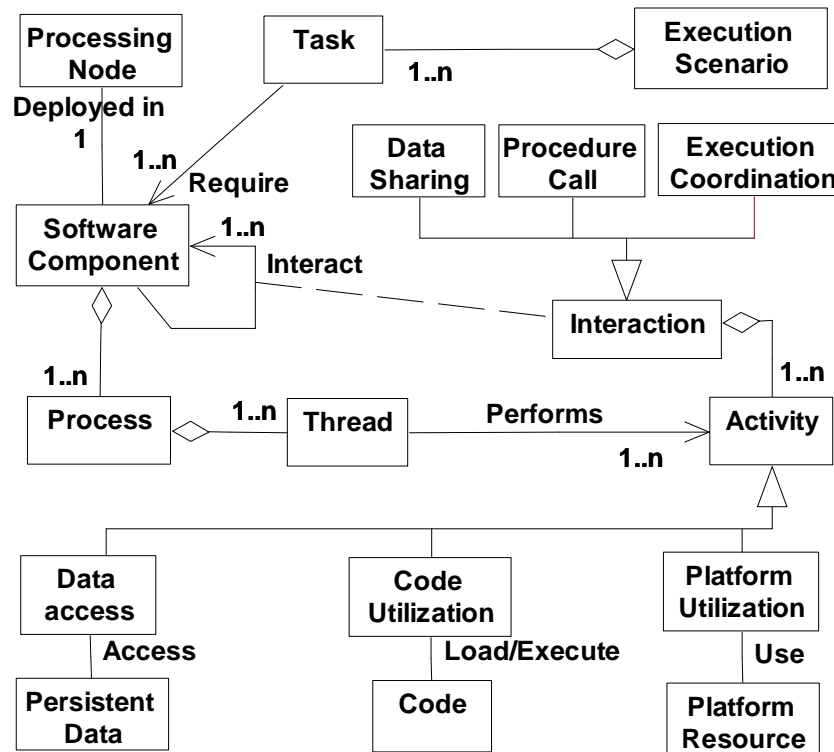 Processing
Node
Task
Execution
Scenario
1..n
Deployed in
1
1..n
Require
Data
Sharing
Procedure
Call
Execution
Coordination
Software
Component
1..n
Interact
Interaction
1..n
1..n
Process
1..n
Thread
Performs
1..n
Activity
Data
access
Code
Utilization
Platform
Utilization
Access
Load/Execute
Use
Persistent
Data
Code
Platform
Resource